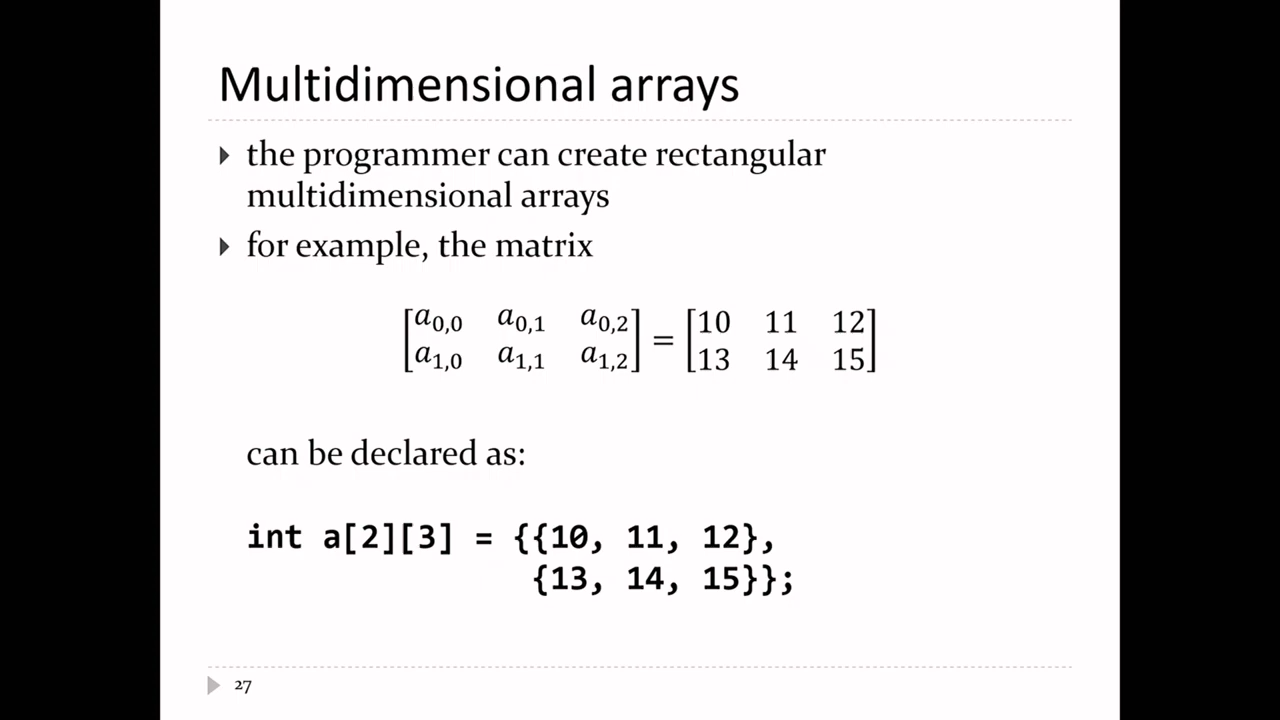 Multidimensional arrays
the programmer can create rectangular
multidimensional arrays
for example, the matrix
[a₀,₀ a₀,₁ a₀,₂] = [10 11 12]
[a₁,₀ a₁,₁ a₁,₂] [13 14 15]
can be declared as:
int a[2][3] = {{10, 11, 12},
{13, 14, 15}};
27